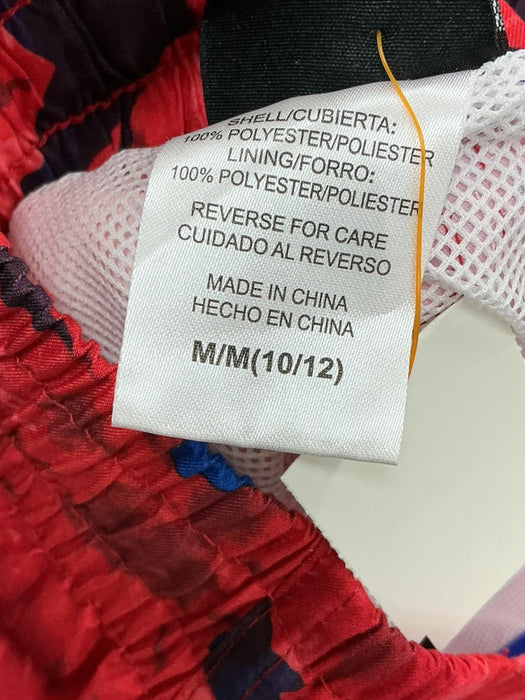 SHELL/CUBIERTA:
100% POLYESTER/POLIESTER
LINING/FORRO:
100% POLYESTER/POLIESTER
REVERSE FOR CARE
CUIDADO AL REVERSO
MADE IN CHINA
HECHO EN CHINA
M/M(10/12)